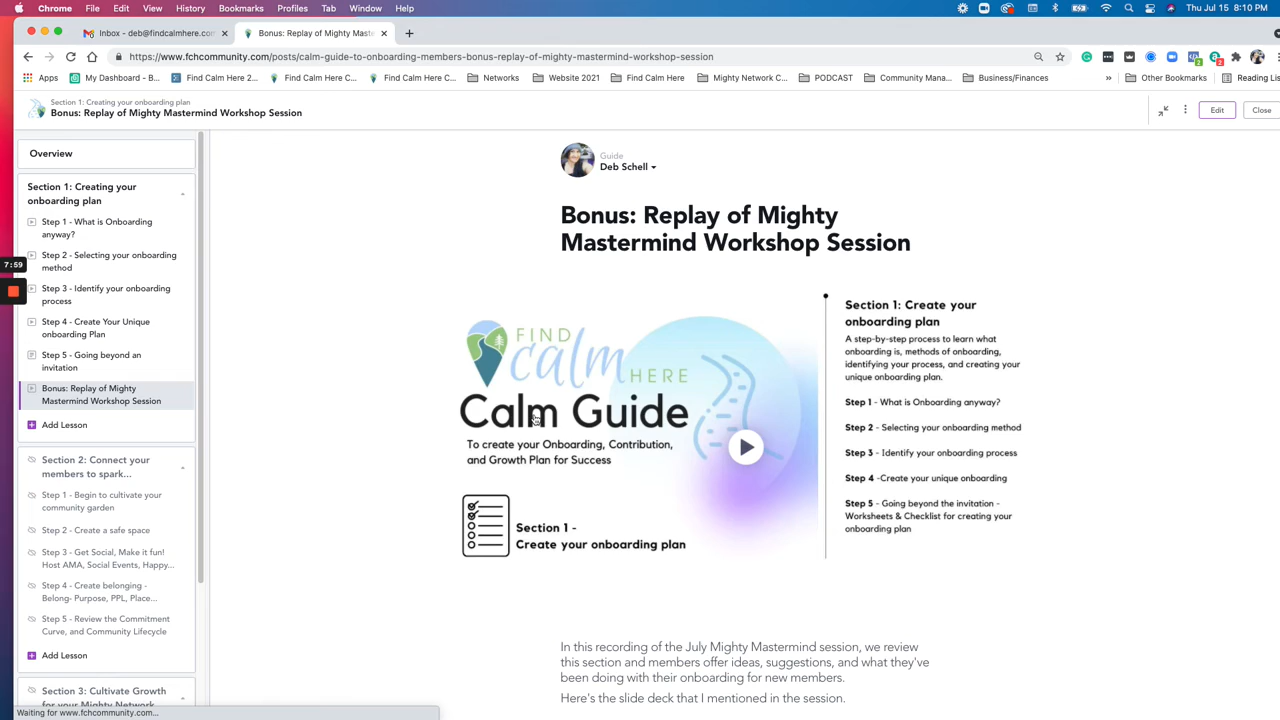 Chrome File Edit View History Bookmarks Profiles Tab Window Help Thu Jul 15 8:10 PM
Inbox - deb@findcalmhere.com Bonus: Replay of Mighty Maste
https://www.fchcommunity.com/posts/calm-guide-to-onboarding-members-bonus-replay-of-mighty-mastermind-workshop-session
Apps My Dashboard - B... Find Calm Here 2... Find Calm Here C... Find Calm Here C... Networks Website 2021 Find Calm Here Mighty Network C... PODCAST Community Mana... Business/Finances » Other Bookmarks Reading Lis
Section 1: Creating your onboarding plan
Bonus: Replay of Mighty Mastermind Workshop Session
Edit Close
Overview
Section 1: Creating your
onboarding plan
Step 1 - What is Onboarding
anyway?
Step 2 - Selecting your onboarding
method
7:59
Step 3 - Identify your onboarding
process
Step 4 - Create Your Unique
onboarding Plan
Step 5 - Going beyond an
invitation
Bonus: Replay of Mighty
Mastermind Workshop Session
Add Lesson
Section 2: Connect your
members to spark...
Step 1 - Begin to cultivate your
community garden
Step 2 - Create a safe space
Step 3 - Get Social, Make it fun!
Host AMA, Social Events, Happy...
Step 4 - Create belonging -
Belong- Purpose, PPL, Place...
Step 5 - Review the Commitment
Curve, and Community Lifecycle
Add Lesson
Section 3: Cultivate Growth
for your Mighty Network
Waiting for www.fchcommunity.com...
Guide
Deb Schell
Bonus: Replay of Mighty
Mastermind Workshop Session
FIND
calm
HERE
Calm Guide
To create your Onboarding, Contribution,
and Growth Plan for Success
Section 1 -
Create your onboarding plan
Section 1: Create your
onboarding plan
A step-by-step process to learn what
onboarding is, methods of onboarding,
identifying your process, and creating your
unique onboarding plan.
Step 1 - What is Onboarding anyway?
Step 2 - Selecting your onboarding method
Step 3 - Identify your onboarding process
Step 4 -Create your unique onboarding
Step 5 - Going beyond the invitation -
Worksheets & Checklist for creating your
onboarding plan
In this recording of the July Mighty Mastermind session, we review
this section and members offer ideas, suggestions, and what they've
been doing with their onboarding for new members.
Here's the slide deck that I mentioned in the session.